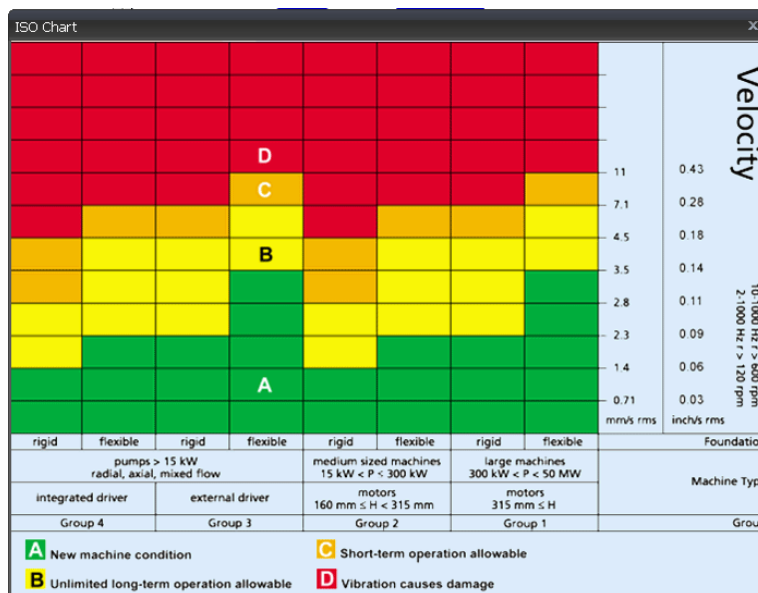 ISO Chart
x
D
C
B
A
11
7.1
4.5
3.5
2.8
2.3
1.4
0.71
mm/s rms
0.43
0.28
0.18
0.14
0.11
0.09
0.06
0.03
inch/s rms
Velocity
10-1000 Hz r > 600 rpm
2-1000 Hz r > 120 rpm
rigid flexible rigid flexible rigid flexible rigid flexible Foundatio
pumps > 15 kW
radial, axial, mixed flow
medium sized machines
15 kW < P ≤ 300 kW
large machines
300 kW < P < 50 MW
Machine Typ
integrated driver external driver
motors
160 mm ≤ H < 315 mm
motors
315 mm ≤ H
Group 4 Group 3 Group 2 Group 1 Grou
A New machine condition
C Short-term operation allowable
B Unlimited long-term operation allowable
D Vibration causes damage